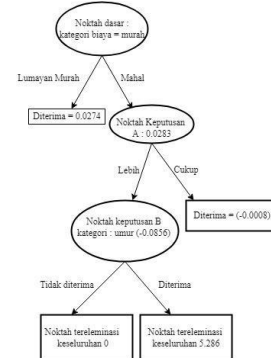 Noktah dasar :
kategori biaya = murah
Lumayan Murah
Mahal
Diterima = 0.0274
Noktah Keputusan
A : 0.0283
Lebih
Cukup
Diterima = (-0.0008)
Noktah keputusan B
kategori : umur (-0.0856)
Tidak diterima
Diterima
Noktah tereleminasi
keseluruhan 0
Noktah tereleminasi
keseluruhan 5.286